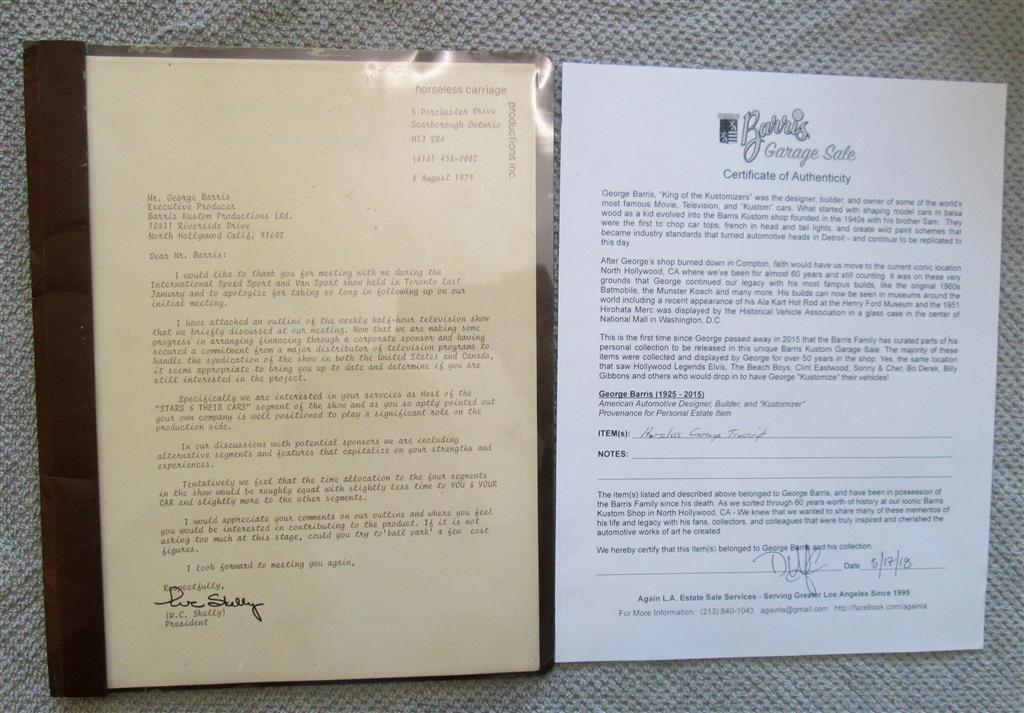 horseless carriage
productions inc.
5 Porchester Drive
Scarborough Ontario
M1J 2R4
(416) 438-0082
8 August 1979
Mr. George Barris
Executive Producer
Barris Kustom Productions Ltd,
10811 Riverside Drive
North Hollywood Calif, 91602
Dear Mr. Barris:
I would like to thank you for meeting with me during the
International Speed Sport and Van Sport show held in Toronto last
January and to apologize for taking so long in following up on our
initial meeting.
I have attached an outline of the weekly half-hour television show
that we briefly discussed at our meeting. Now that we are making some
progress in arranging financing through a corporate sponsor and having
secured a commitment from a major distributor of television programs to
handle the syndication of the show in both the United States and Canada,
it seems appropriate to bring you up to date and determine if you are
still interested in the project.
Specifically we are interested in your servcies as Host of the
"STARS & THEIR CARS" segment of the show and as you so aptly pointed out
your own company is well positioned to play a significant role on the
production side.
In our discussions with potential sponsors we are including
alternative segments and features that capitalize on your strengths and
experiences.
Tentatively we feel that the time allocation to the four segments
in the show would be roughly equal with slightly less time to YOU & YOUR
CAR and slightly more to the other segments.
I would appreciate your comments on our outline and where you feel
you would be interested in contributing to the product. If it is not
asking too much at this stage, could you try to'ball park' a few cost
figures.
I look forward to meeting you again,
Respectfully,
Skelly
(W.C. Skelly)
President
Barris
Garage Sale
Certificate of Authenticity
George Barris, "King of the Kustomizers" was the designer, builder, and owner of some of the world's
most famous Movie, Television, and "Kustom" cars. What started with shaping model cars in balsa
wood as a kid evolved into the Barris Kustom shop founded in the 1940s with his brother Sam. They
were the first to chop car tops, french in head and tail lights, and create wild paint schemes that
became industry standards that turned automotive heads in Detroit - and continue to be replicated to
this day.
After George's shop burned down in Compton, faith would have us move to the current iconic location
North Hollywood, CA where we've been for almost 60 years and still counting. It was on these very
grounds that George continued our legacy with his most famous builds, like the original 1960s
Batmobile, the Munster Koach and many more. His builds can now be seen in museums around the
world including a recent appearance of his Ala Kart Hot Rod at the Henry Ford Museum and the 1951
Hirohata Merc was displayed by the Historical Vehicle Association in a glass case in the center of
National Mall in Washington, D.C.
This is the first time since George passed away in 2015 that the Barris Family has curated parts of his
personal collection to be released in this unique Barris Kustom Garage Sale. The majority of these
items were collected and displayed by George for over 50 years in the shop. Yes, the same location
that saw Hollywood Legends Elvis, The Beach Boys, Clint Eastwood, Sonny & Cher, Bo Derek, Billy
Gibbons and others who would drop in to have George "Kustomize" their vehicles!
George Barris (1925 - 2015)
American Automotive Designer, Builder, and "Kustomizer"
Provenance for Personal Estate Item
ITEM(s): Horseless Carrage Transcript
NOTES:
The item(s) listed and described above belonged to George Barris, and have been in possession of
the Barris Family since his death. As we sorted through 60 years worth of history at our iconic Barris
Kustom Shop in North Hollywood, CA - We knew that we wanted to share many of these mementos of
his life and legacy with his fans, collectors, and colleagues that were truly inspired and cherished the
automotive works of art he created.
We hereby certify that this item(s) belonged to George Barris and his collection.
Date 8/17/18
Again L.A. Estate Sale Services - Serving Greater Los Angeles Since 1995
For More Information: (213) 840-1043 againla@gmail.com http://facebook.com/againla